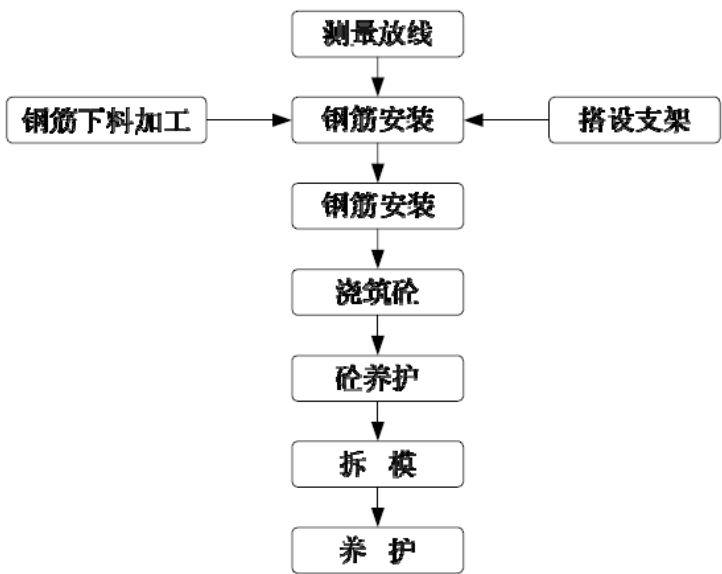 测量放线
钢筋下料加工
钢筋安装
搭设支架
钢筋安装
浇筑砼
砼养护
拆 模
养 护